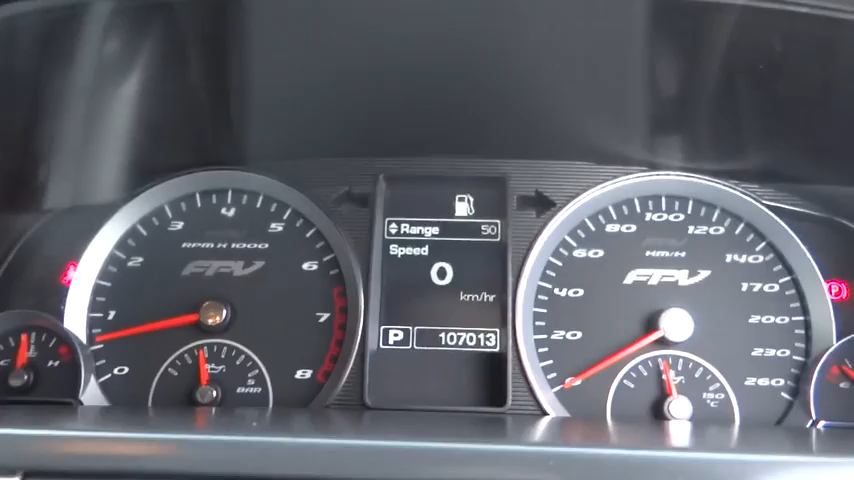 0 1 2 3 4 5 6 7 8
RPM X 1000
FPV
BAR
5
C H
Range 50
Speed
0
km/hr
P 107013
20 40 60 80 100 120 140 170 200 230 260
KM/H
FPV
150
°C
P